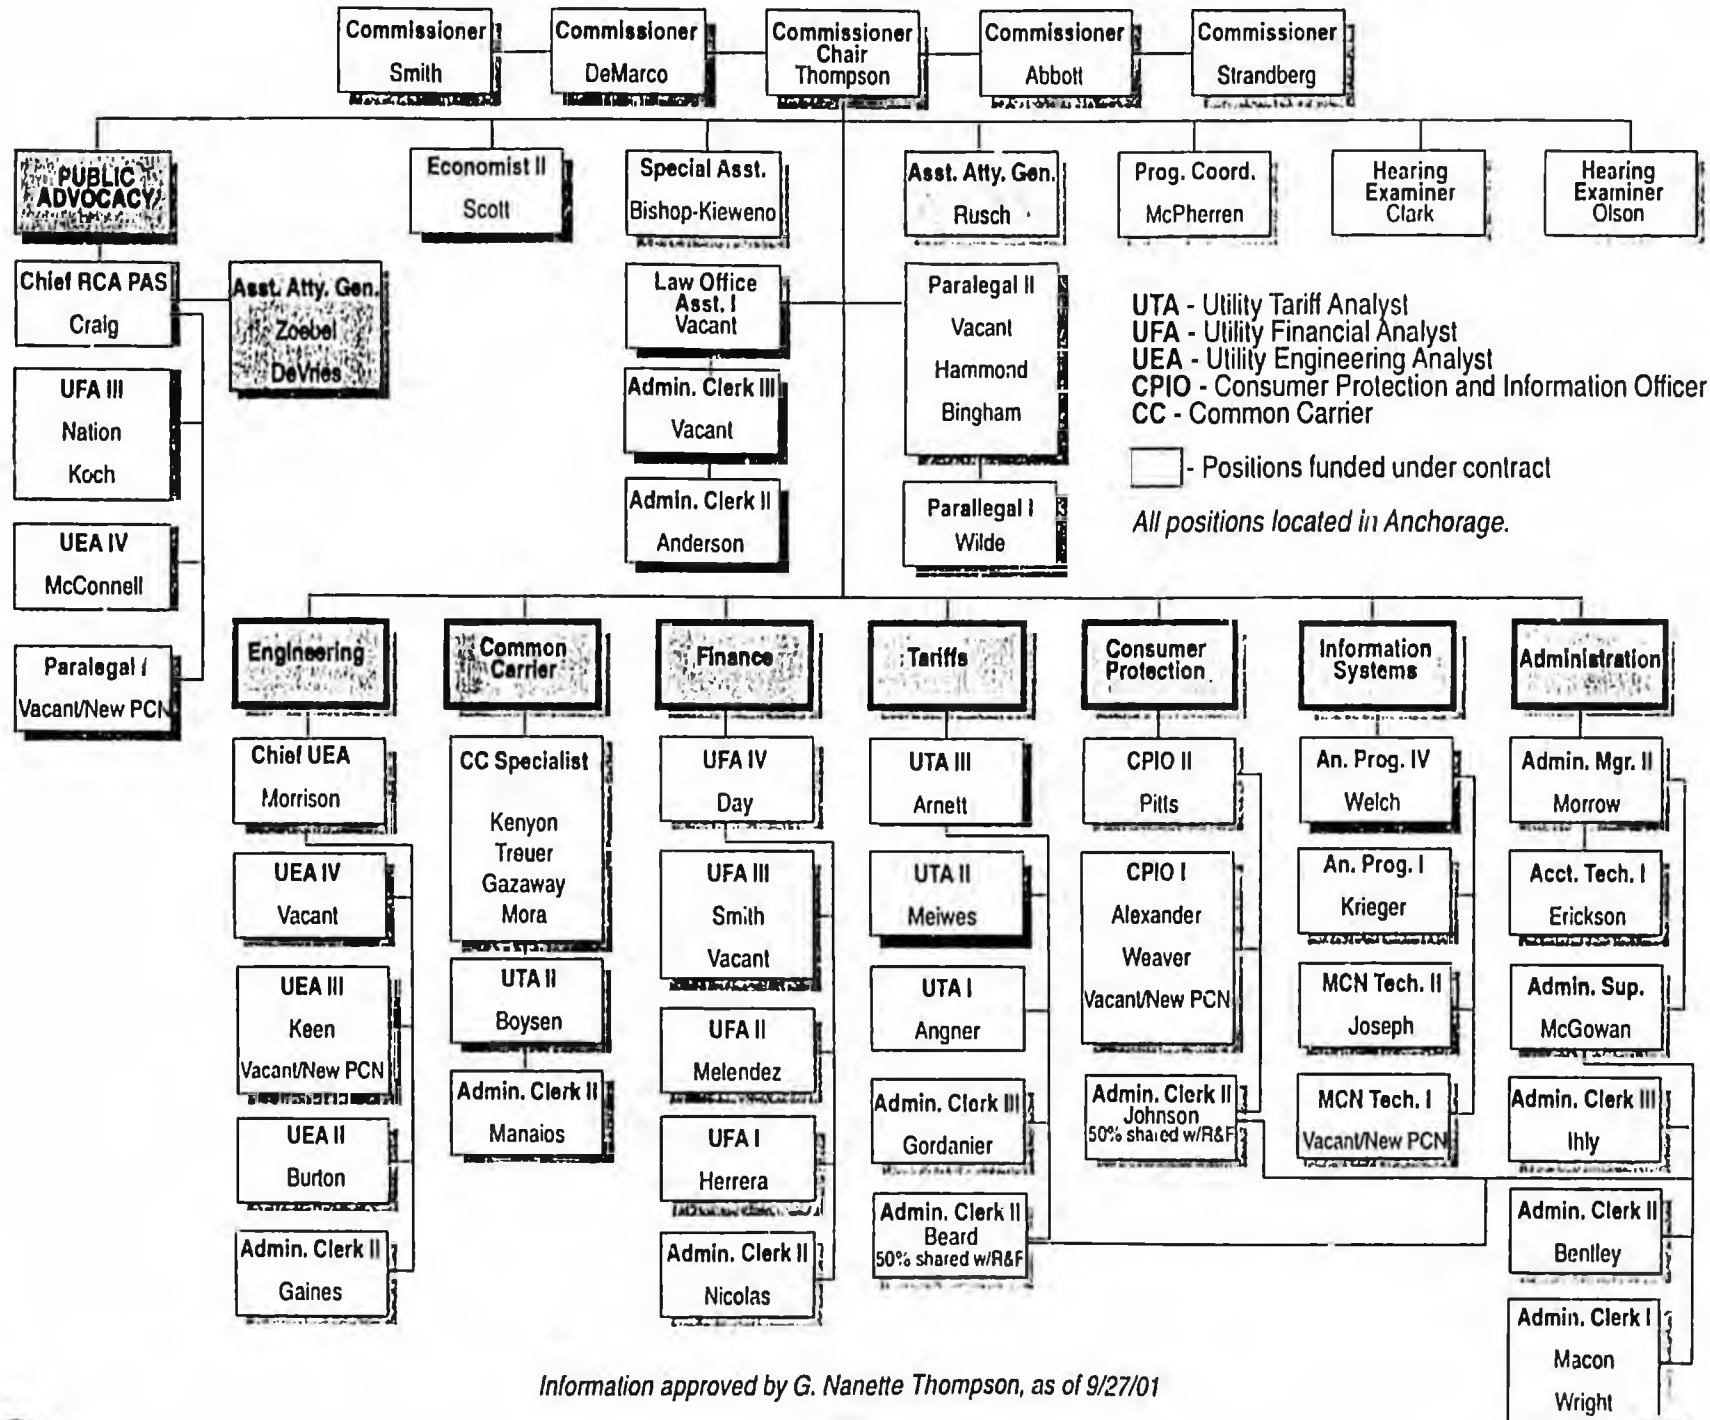 Commissioner
Smith
Commissioner
DeMarco
Commissioner
Chair
Thompson
Commissioner
Abbott
Commissioner
Strandberg
PUBLIC
ADVOCACY
Economist II
Scott
Special Asst.
Bishop-Kieweno
Asst. Atty. Gen.
Rusch
Prog. Coord.
McPherren
Hearing
Examiner
Clark
Hearing
Examiner
Olson
Chief RCA PAS
Craig
Asst. Atty. Gen.
Zoebel
DeVries
UFA III
Nation
Koch
UEA IV
McConnell
Paralegal I
Vacant/New PCN
Law Office
Asst. I
Vacant
Admin. Clerk III
Vacant
Admin. Clerk II
Anderson
Paralegal II
Vacant
Hammond
Bingham
Parallegal I
Wilde
UTA - Utility Tariff Analyst
UFA - Utility Financial Analyst
UEA - Utility Engineering Analyst
CPIO - Consumer Protection and Information Officer
CC - Common Carrier
- Positions funded under contract
All positions located in Anchorage.
Engineering
Chief UEA
Morrison
UEA IV
Vacant
UEA III
Keen
Vacant/New PCN
UEA II
Burton
Admin. Clerk II
Gaines
Common
Carrier
CC Specialist
Kenyon
Treuer
Gazaway
Mora
UTA II
Boysen
Admin. Clerk II
Manaios
Finance
UFA IV
Day
UFA III
Smith
Vacant
UFA II
Melendez
UFA I
Herrera
Admin. Clerk II
Nicolas
Tariffs
UTA III
Arnett
UTA II
Meiwes
UTA I
Angner
Admin. Clerk III
Gordanier
Admin. Clerk II
Beard
50% shared w/R&F
Consumer
Protection
CPIO II
Pitts
CPIO I
Alexander
Weaver
Vacant/New PCN
Admin. Clerk II
Johnson
50% shared w/R&F
Information
Systems
An. Prog. IV
Welch
An. Prog. I
Krieger
MCN Tech. II
Joseph
MCN Tech. I
Vacant/New PCN
Administration
Admin. Mgr. II
Morrow
Acct. Tech. I
Erickson
Admin. Sup.
McGowan
Admin. Clerk III
Ihly
Admin. Clerk II
Bentley
Admin. Clerk I
Macon
Wright
Information approved by G. Nanette Thompson, as of 9/27/01